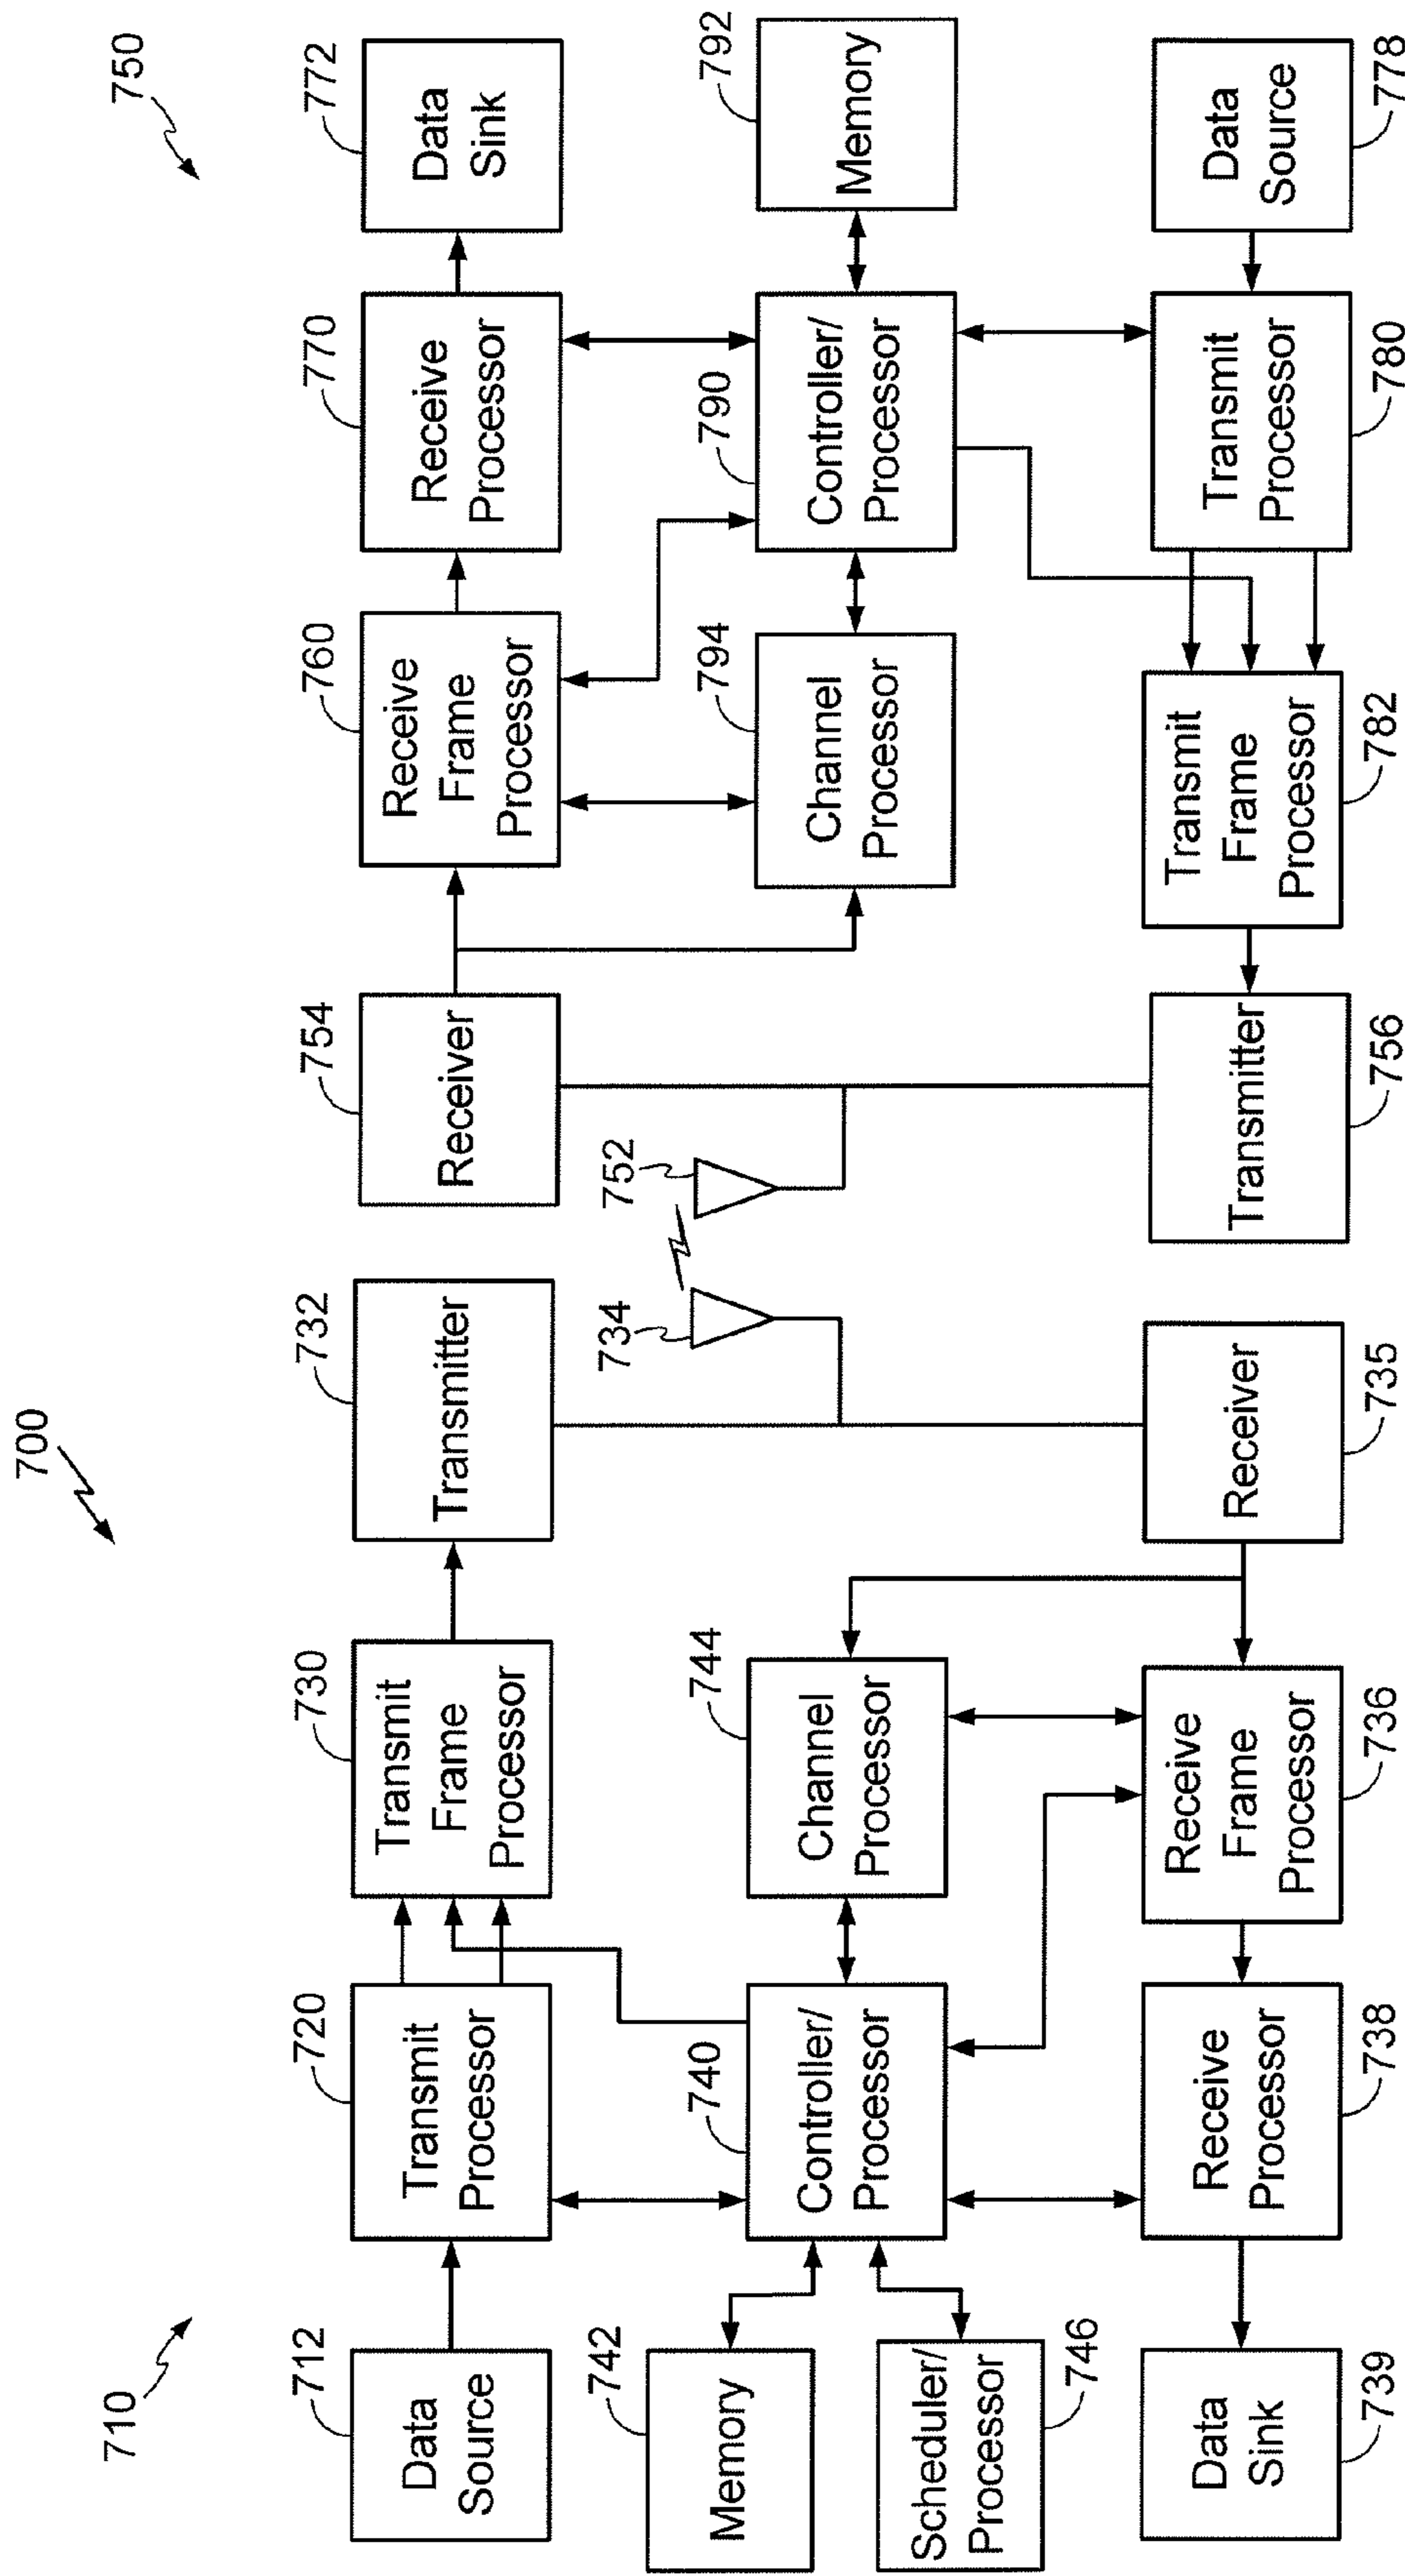 700
710
750
712
Data
Source
720
Transmit
Processor
730
Transmit
Frame
Processor
732
Transmitter
754
Receiver
760
Receive
Frame
Processor
770
Receive
Processor
772
Data
Sink
742
Memory
740
Controller/
Processor
744
Channel
Processor
734
752
794
Channel
Processor
790
Controller/
Processor
792
Memory
Scheduler/
Processor
746
Data
Sink
739
Receive
Processor
738
Receive
Frame
Processor
736
Receiver
735
Transmitter
756
Transmit
Frame
Processor
782
Transmit
Processor
780
Data
Source
778